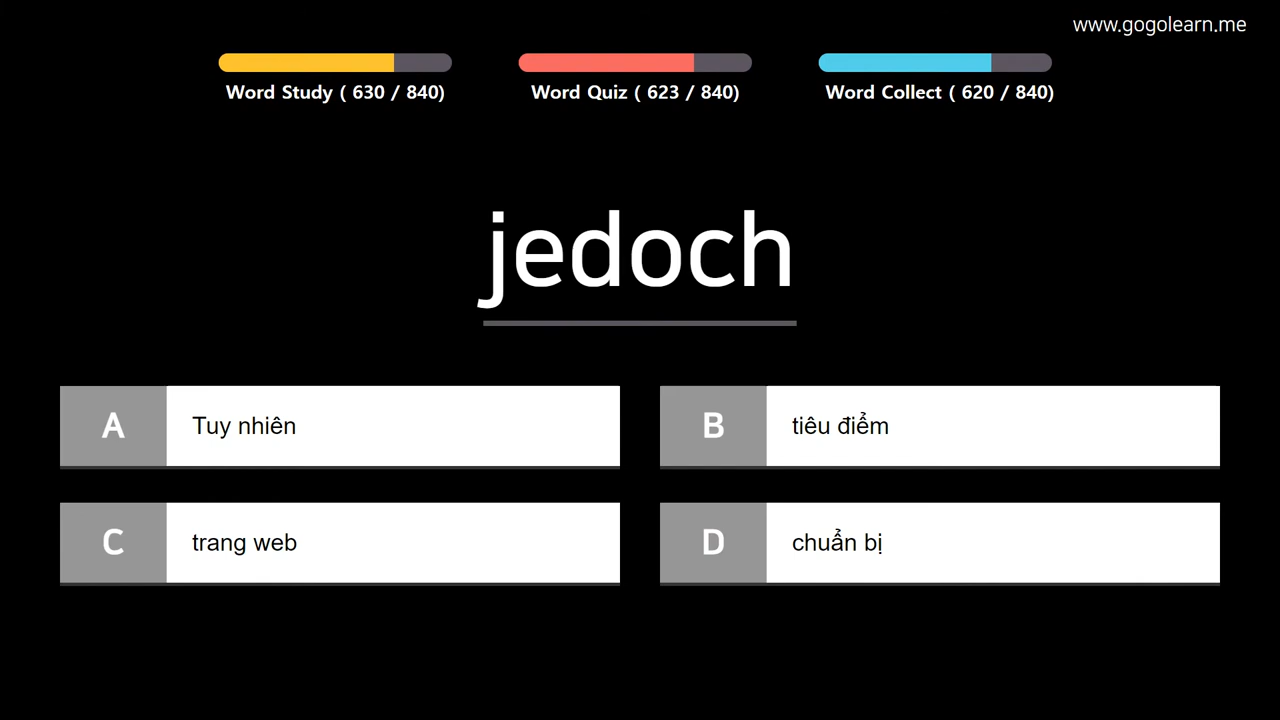 www.gogolearn.me
Word Study ( 630 / 840)
Word Quiz ( 623 / 840)
Word Collect ( 620 / 840)
jedoch
A Tuy nhiên
B tiêu điểm
C trang web
D chuẩn bị